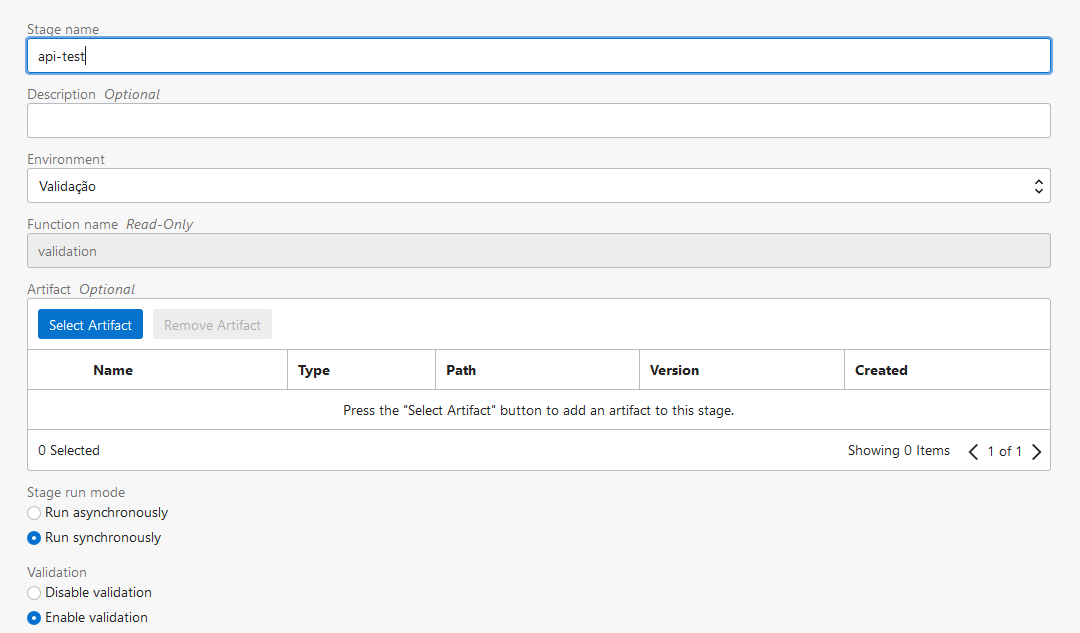 Stage name
api-test
Description Optional
Environment
Validação
Function name Read-Only
validation
Artifact Optional
Select Artifact Remove Artifact
Name Type Path Version Created
Press the "Select Artifact" button to add an artifact to this stage.
0 Selected Showing 0 Items 1 of 1
Stage run mode
Run asynchronously
Run synchronously
Validation
Disable validation
Enable validation